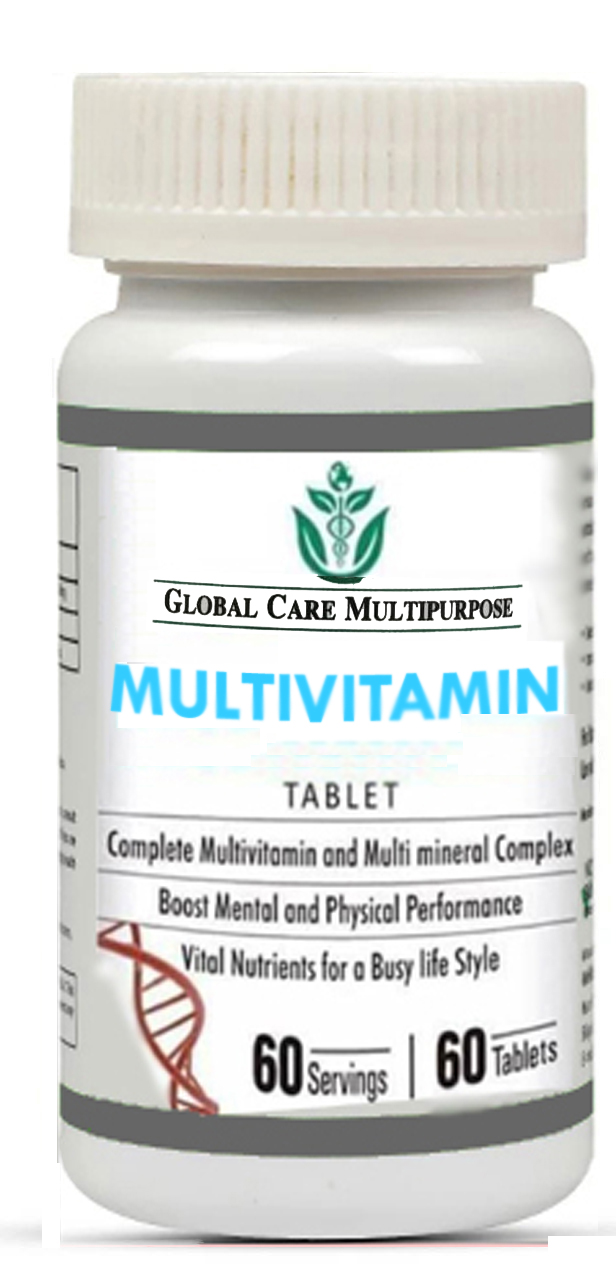 GLOBAL CARE MULTIPURPOSE
MULTIVITAMIN
TABLET
Complete Multivitamin and Multi mineral Complex
Boost Mental and Physical Performance
Vital Nutrients for a Busy life Style
60 Servings | 60 Tablets